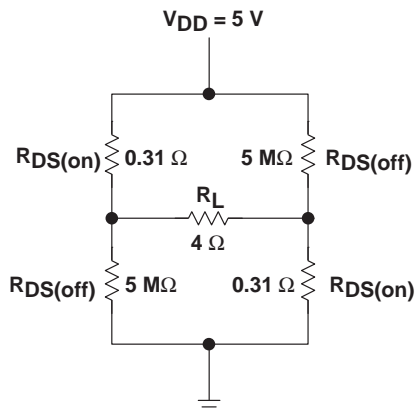 VDD = 5 V
RDS(on) 0.31 Ω 5 MΩ RDS(off)
RL
4 Ω
RDS(off) 5 MΩ 0.31 Ω RDS(on)